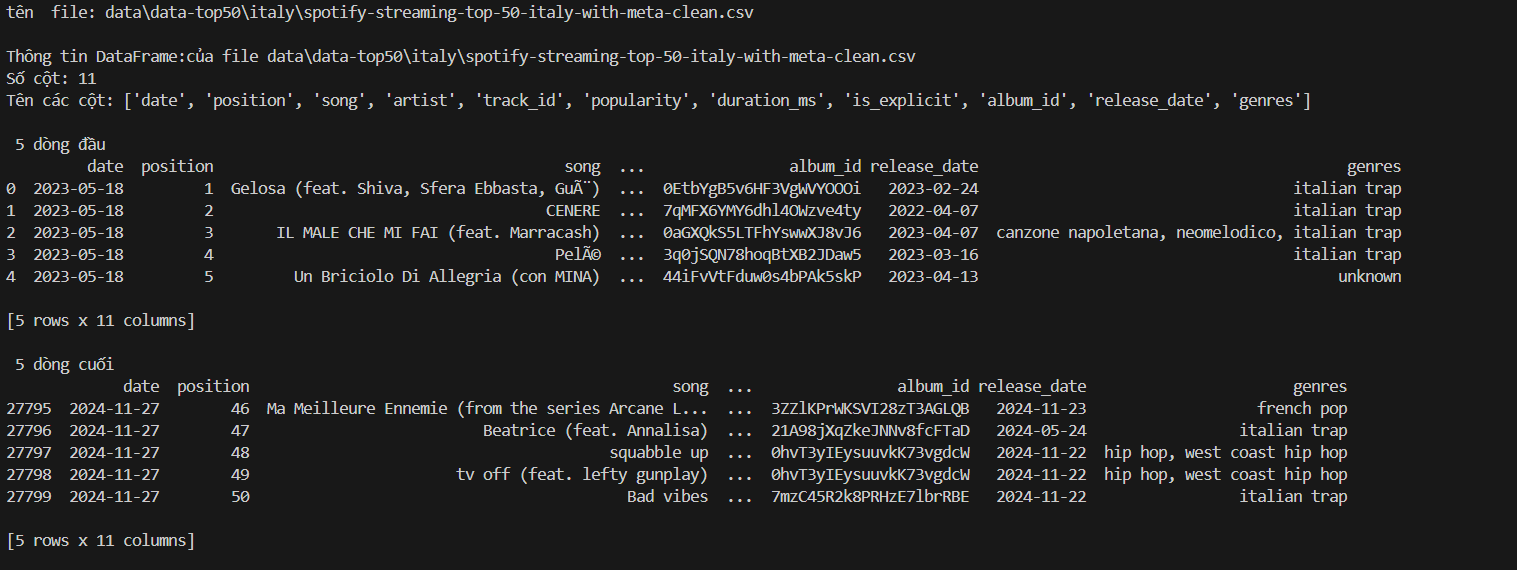 tên  file: data\data-top50\italy\spotify-streaming-top-50-italy-with-meta-clean.csv
Thông tin DataFrame:của file data\data-top50\italy\spotify-streaming-top-50-italy-with-meta-clean.csv
Số cột: 11
Tên các cột: ['date', 'position', 'song', 'artist', 'track_id', 'popularity', 'duration_ms', 'is_explicit', 'album_id', 'release_date', 'genres']
5 dòng đầu
date position song ... album_id release_date genres
0 2023-05-18 1 Gelosa (feat. Shiva, Sfera Ebbasta, GuÃ¨) ... 0EtbYgB5v6HF3VgWVYOOOi 2023-02-24 italian trap
1 2023-05-18 2 CENERE ... 7qMFX6YMY6dhl4OWzve4ty 2022-04-07 italian trap
2 2023-05-18 3 IL MALE CHE MI FAI (feat. Marracash) ... 0aGXQkS5LTFhYswwXJ8vJ6 2023-04-07 canzone napoletana, neomelodico, italian trap
3 2023-05-18 4 PelÃ© ... 3q0jSQN78hoqBtXB2JDaw5 2023-03-16 italian trap
4 2023-05-18 5 Un Briciolo Di Allegria (con MINA) ... 44iFvVtFduw0s4bPAk5skP 2023-04-13 unknown
[5 rows x 11 columns]
5 dòng cuối
date position song ... album_id release_date genres
27795 2024-11-27 46 Ma Meilleure Ennemie (from the series Arcane L... ... 3ZZlKPrWKSVI28zT3AGLQB 2024-11-23 french pop
27796 2024-11-27 47 Beatrice (feat. Annalisa) ... 21A98jXqZkeJNNv8fcFTaD 2024-05-24 italian trap
27797 2024-11-27 48 squabble up ... 0hvT3yIEysuuvkK73vgdcW 2024-11-22 hip hop, west coast hip hop
27798 2024-11-27 49 tv off (feat. lefty gunplay) ... 0hvT3yIEysuuvkK73vgdcW 2024-11-22 hip hop, west coast hip hop
27799 2024-11-27 50 Bad vibes ... 7mzC45R2k8PRHzE7lbrRBE 2024-11-22 italian trap
[5 rows x 11 columns]